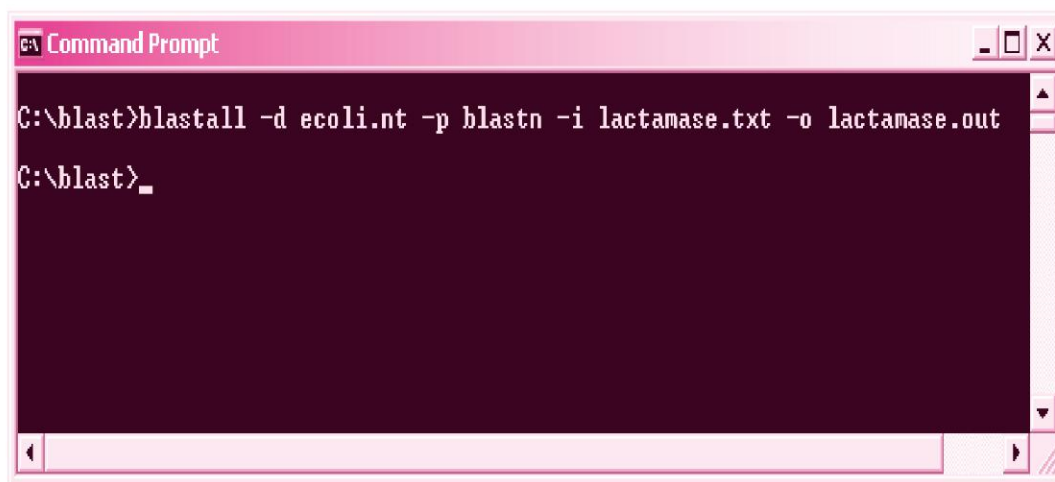 Command Prompt
C:\blast>blastall -d ecoli.nt -p blastn -i lactamase.txt -o lactamase.out
C:\blast>_